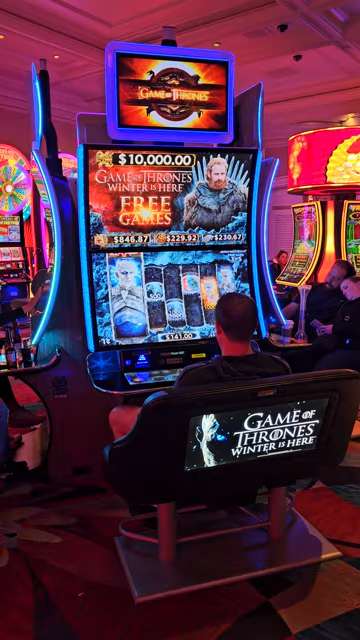 GAME OF THRONES
$10,000.00
GAME OF THRONES
WINTER IS HERE
FREE
GAMES
$846.87 $229.92 $230.67
$141.00
GAME OF
THRONES
WINTER IS HERE